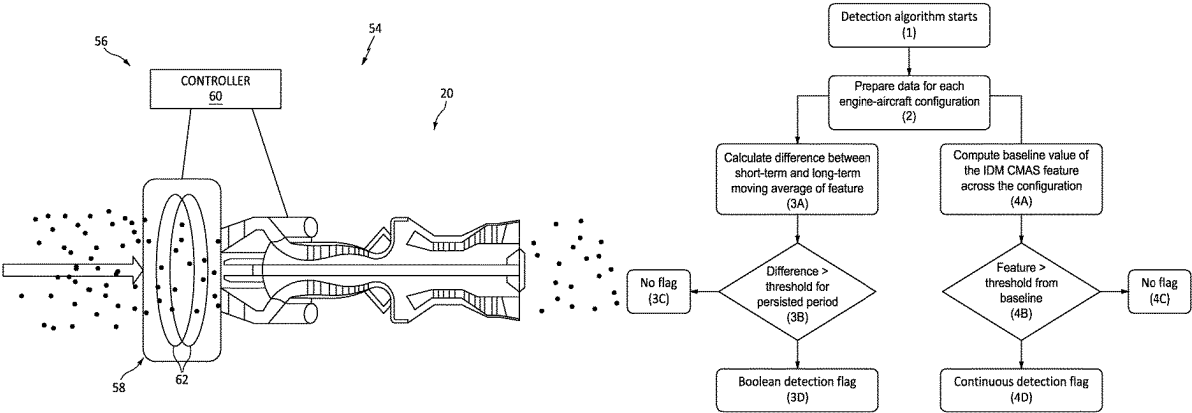 56
54
CONTROLLER
60
20
58
62
Detection algorithm starts
(1)
Prepare data for each
engine-aircraft configuration
(2)
Calculate difference between
short-term and long-term
moving average of feature
(3A)
Compute baseline value of
the IDM CMAS feature
across the configuration
(4A)
No flag
(3C)
Difference >
threshold for
persisted period
(3B)
Feature >
threshold from
baseline
(4B)
No flag
(4C)
Boolean detection flag
(3D)
Continuous detection flag
(4D)